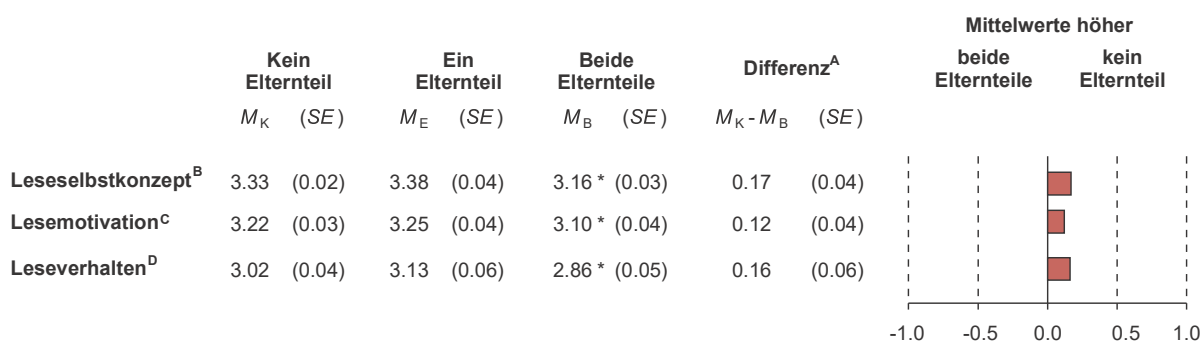 Mittelwerte höher
Kein Elternteil Ein Elternteil Beide Elternteile Differenz^A beide Elternteile kein Elternteil
M_K (SE) M_E (SE) M_B (SE) M_K - M_B (SE)
Leseselbstkonzept^B 3.33 (0.02) 3.38 (0.04) 3.16 * (0.03) 0.17 (0.04)
Lesemotivation^C 3.22 (0.03) 3.25 (0.04) 3.10 * (0.04) 0.12 (0.04)
Leseverhalten^D 3.02 (0.04) 3.13 (0.06) 2.86 * (0.05) 0.16 (0.06)
-1.0 -0.5 0.0 0.5 1.0